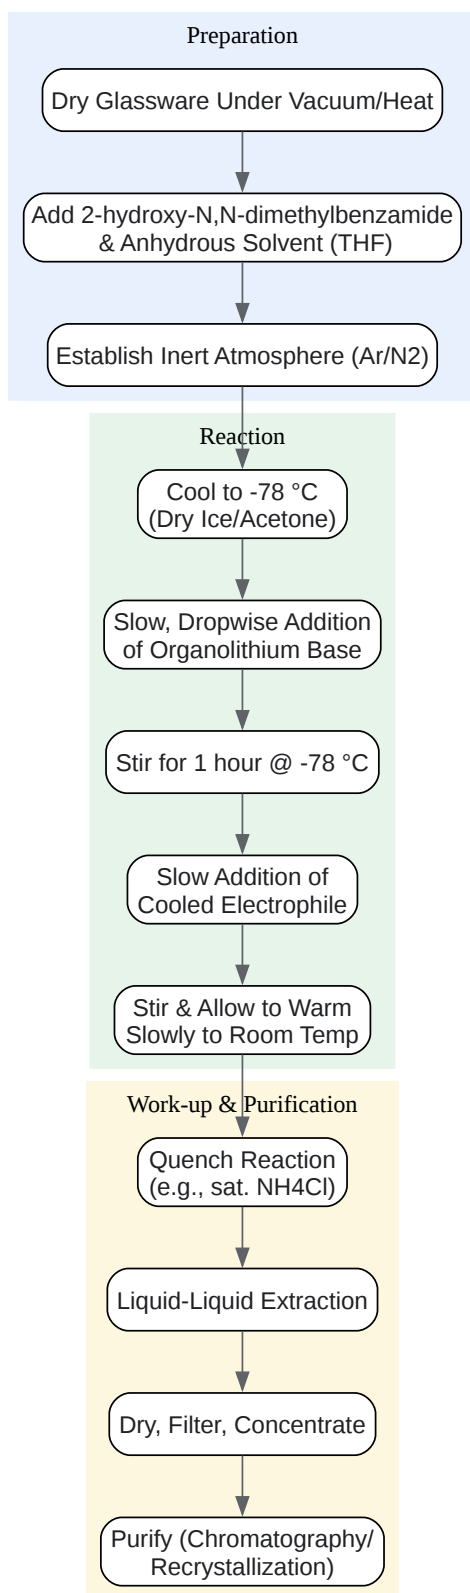 Preparation
Dry Glassware Under Vacuum/Heat
Add 2-hydroxy-N,N-dimethylbenzamide
& Anhydrous Solvent (THF)
Establish Inert Atmosphere (Ar/N2)
Reaction
Cool to -78 °C
(Dry Ice/Acetone)
Slow, Dropwise Addition
of Organolithium Base
Stir for 1 hour @ -78 °C
Slow Addition of
Cooled Electrophile
Stir & Allow to Warm
Slowly to Room Temp
Work-up & Purification
Quench Reaction
(e.g., sat. NH4Cl)
Liquid-Liquid Extraction
Dry, Filter, Concentrate
Purify (Chromatography/
Recrystallization)